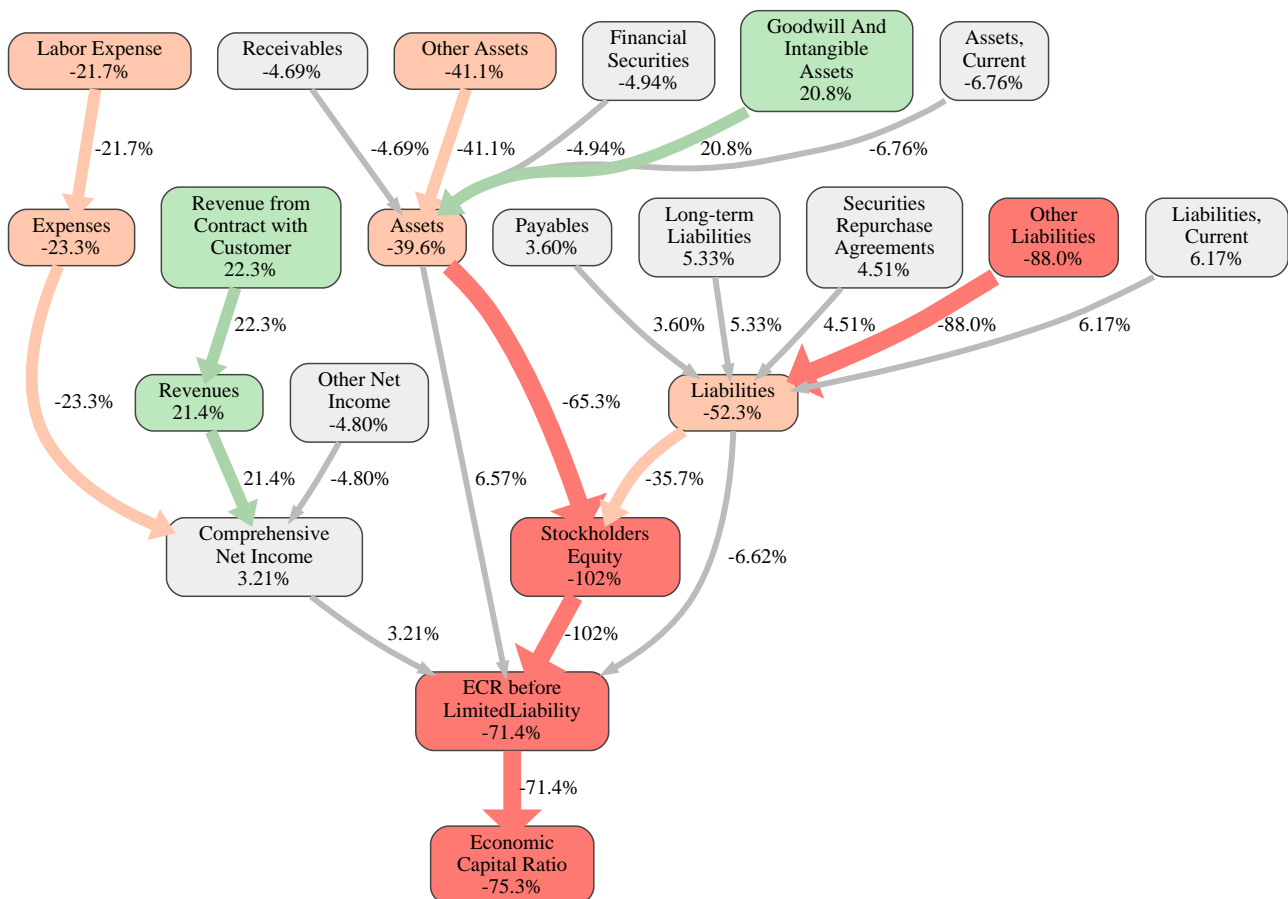 Labor Expense
-21.7%
Receivables
-4.69%
Other Assets
-41.1%
Financial
Securities
-4.94%
Goodwill And
Intangible
Assets
20.8%
Assets,
Current
-6.76%
-21.7%
-4.69%
-41.1%
-4.94%
20.8%
-6.76%
Expenses
-23.3%
Revenue from
Contract with
Customer
22.3%
Assets
-39.6%
Payables
3.60%
Long-term
Liabilities
5.33%
Securities
Repurchase
Agreements
4.51%
Other
Liabilities
-88.0%
Liabilities,
Current
6.17%
22.3%
3.60%
5.33%
4.51%
-88.0%
6.17%
-23.3%
Revenues
21.4%
Other Net
Income
-4.80%
-65.3%
Liabilities
-52.3%
21.4%
-4.80%
6.57%
-35.7%
-6.62%
Comprehensive
Net Income
3.21%
Stockholders
Equity
-102%
3.21%
-102%
ECR before
LimitedLiability
-71.4%
-71.4%
Economic
Capital Ratio
-75.3%